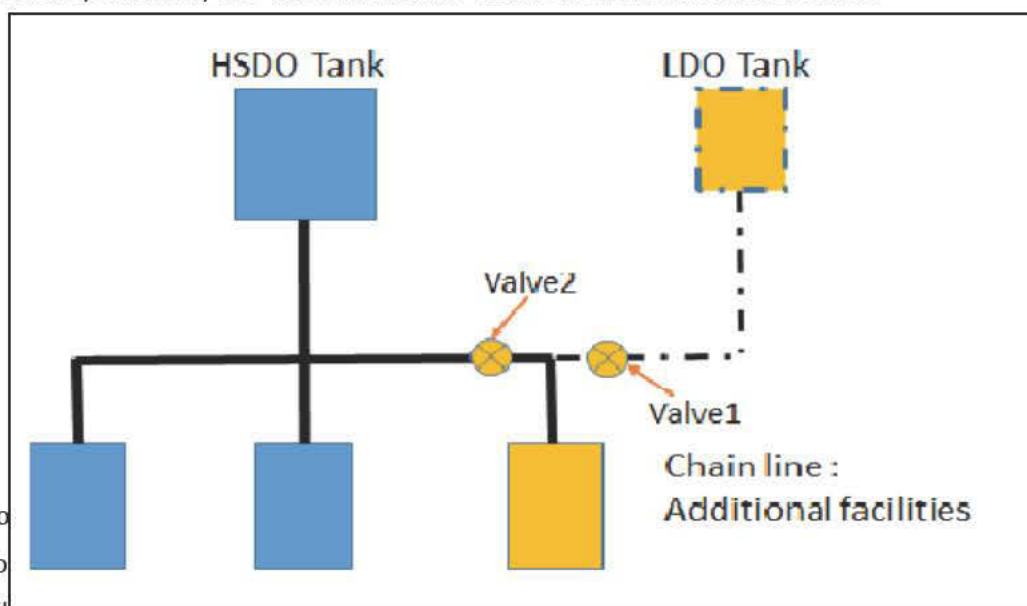 HSDO Tank
LDO Tank
Valve2
Valve1
Chain line :
Additional facilities